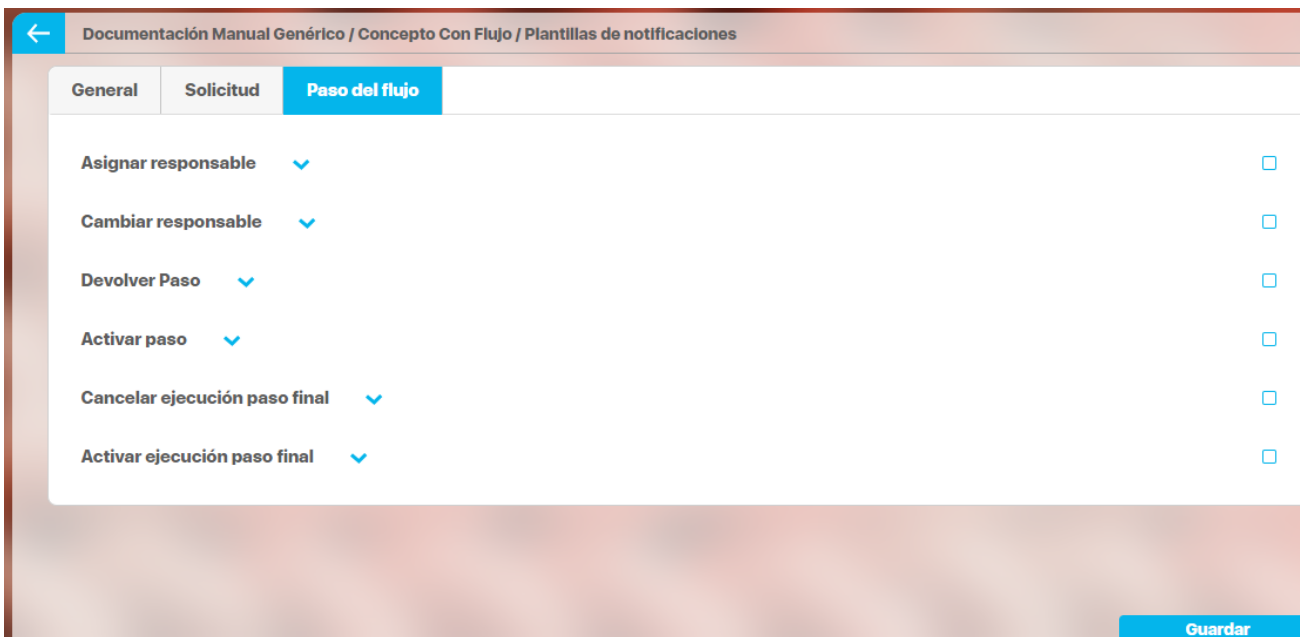 Documentación Manual Genérico / Concepto Con Flujo / Plantillas de notificaciones
General Solicitud Paso del flujo
Asignar responsable
Cambiar responsable
Devolver Paso
Activar paso
Cancelar ejecución paso final
Activar ejecución paso final
Guardar